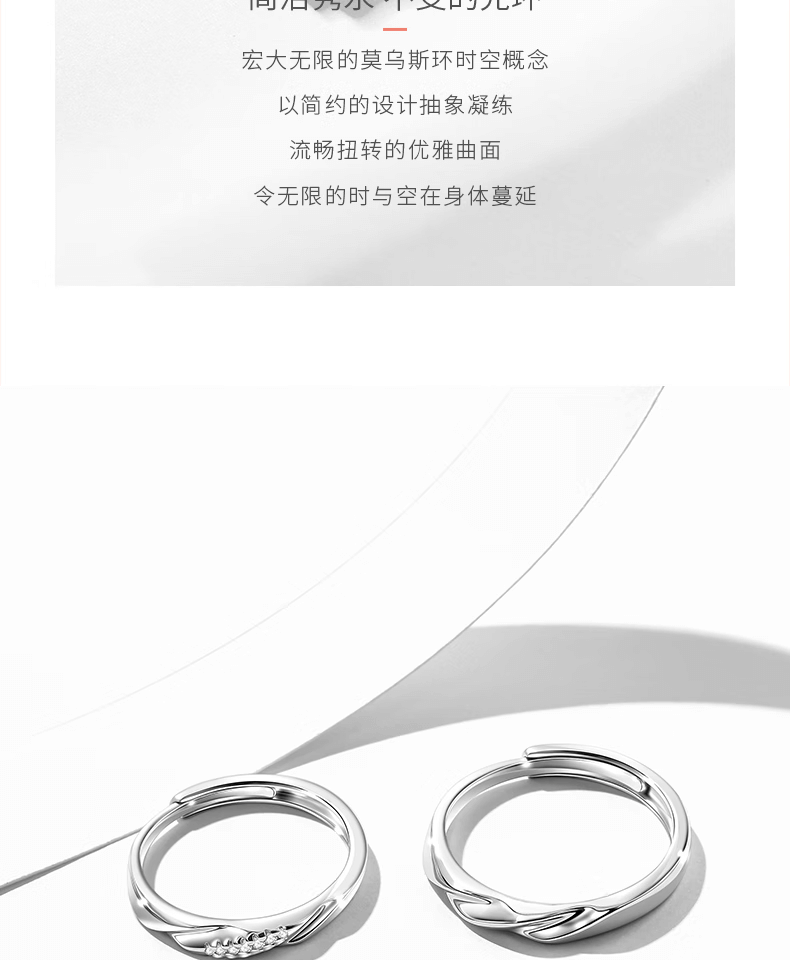 宏大无限的莫乌斯环时空概念
以简约的设计抽象凝练
流畅扭转的优雅曲面
令无限的时与空在身体蔓延